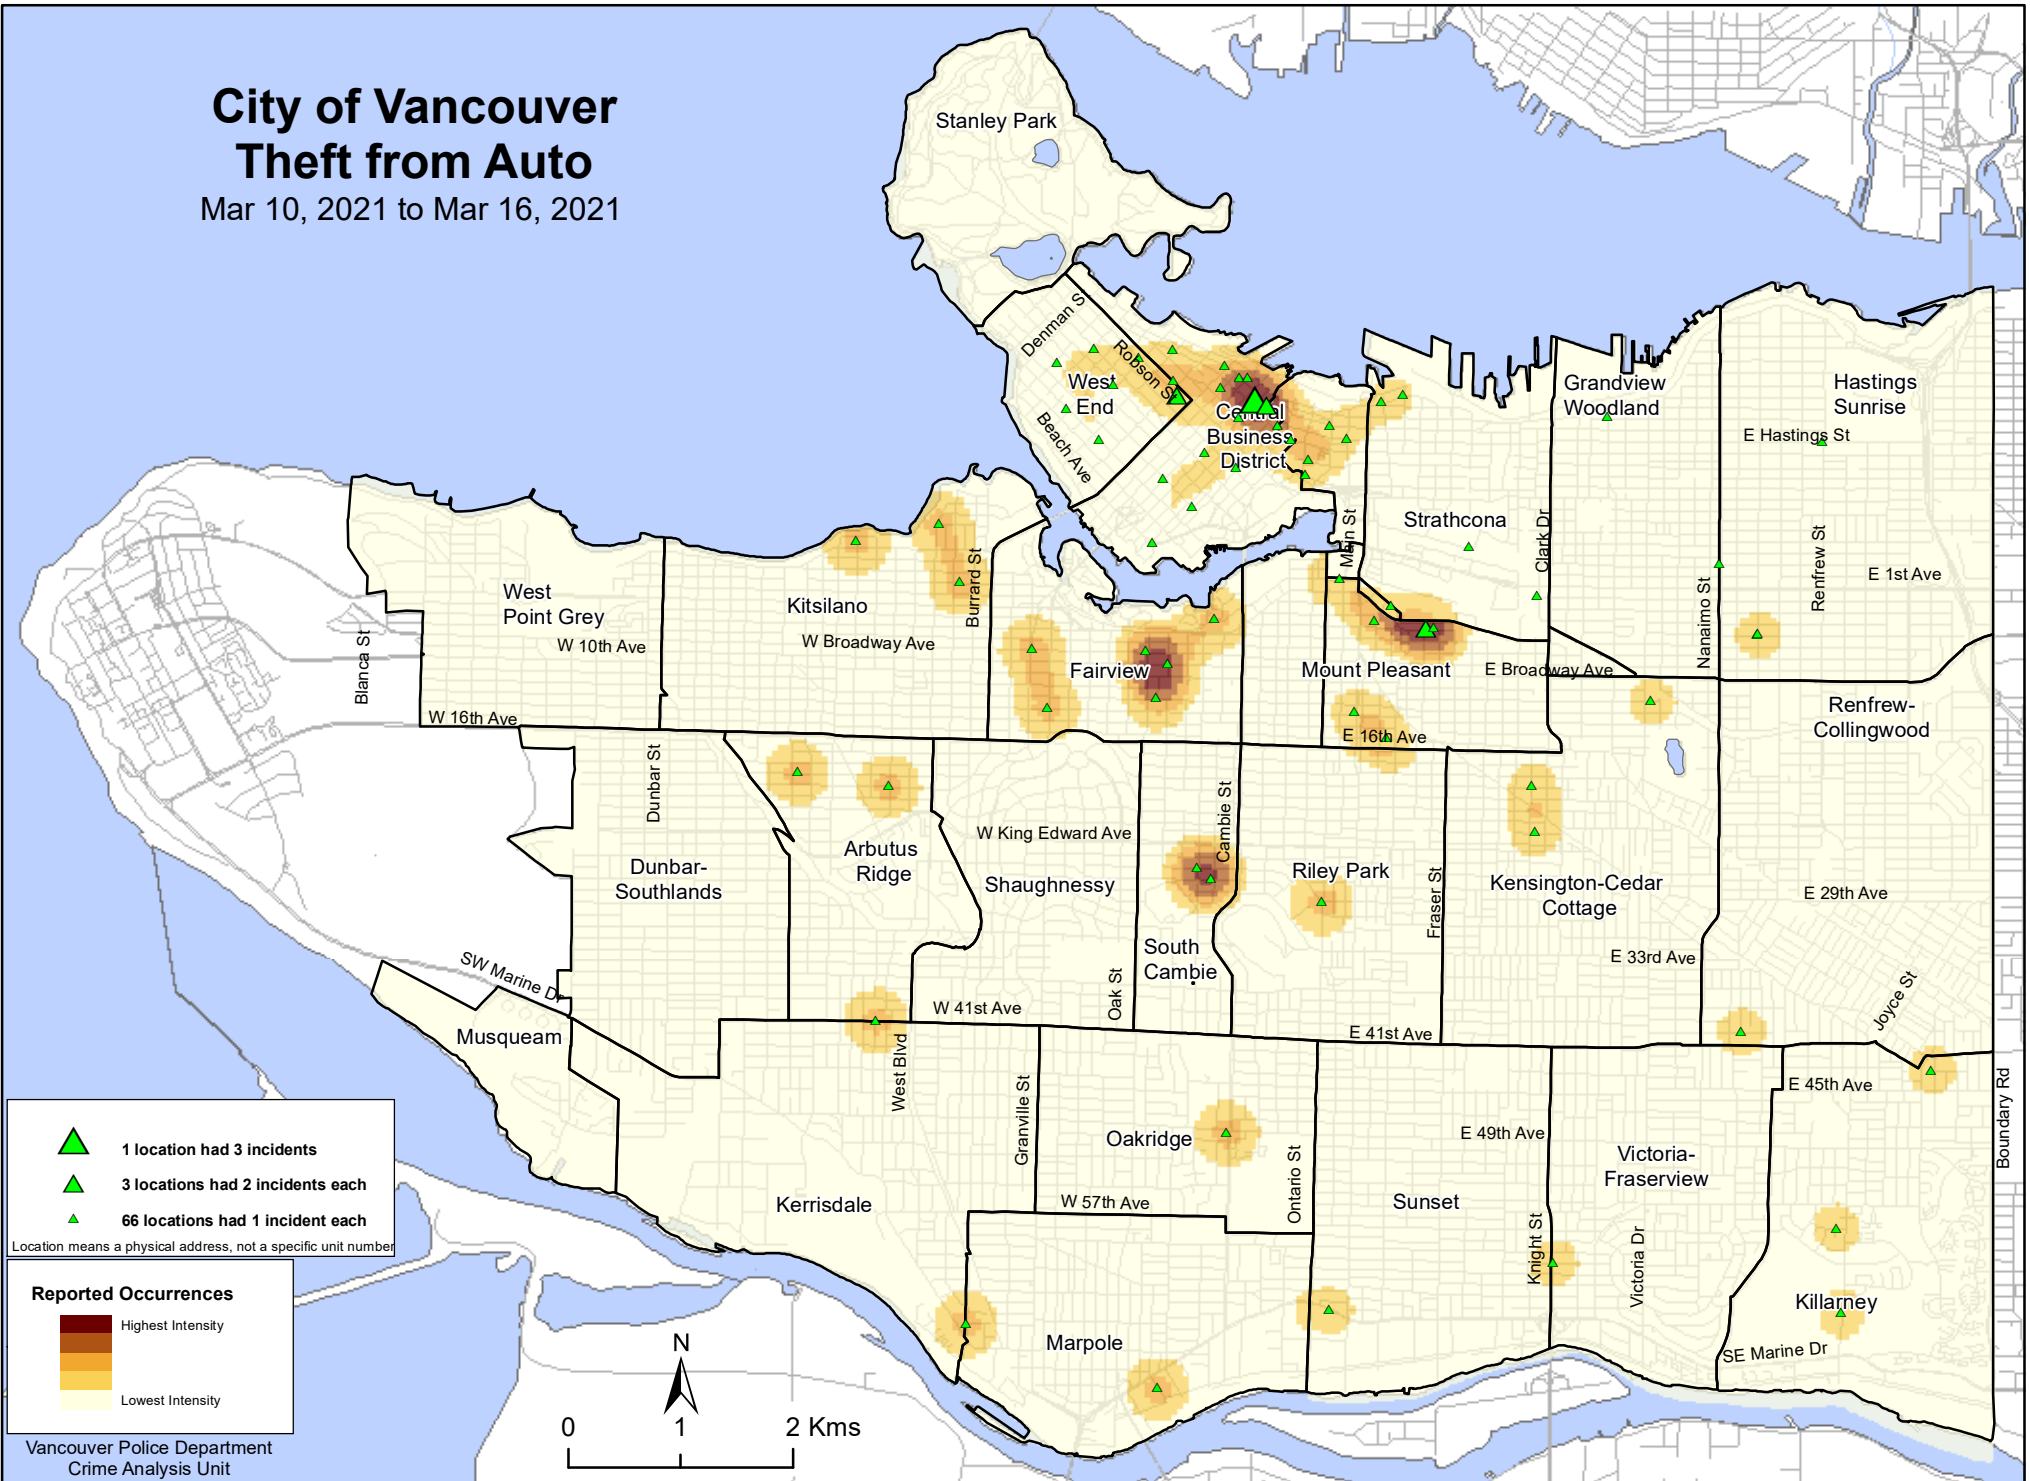 City of Vancouver
Theft from Auto
Mar 10, 2021 to Mar 16, 2021
Stanley Park
Denman St
Robson St
West
End
Beach Ave
Central
Business
District
Grandview
Woodland
Hastings
Sunrise
E Hastings St
Strathcona
Main St
Clark Dr
Nanaimo St
Renfrew St
E 1st Ave
West
Point Grey
W 10th Ave
Blanca St
Kitsilano
W Broadway Ave
Burrard St
Fairview
Mount Pleasant
E Broadway Ave
W 16th Ave
E 16th Ave
Renfrew-
Collingwood
Dunbar St
Dunbar-
Southlands
Arbutus
Ridge
W King Edward Ave
Shaughnessy
Cambie St
Riley Park
Fraser St
Kensington-Cedar
Cottage
E 29th Ave
E 33rd Ave
South
Cambie
Oak St
SW Marine Dr
Musqueam
W 41st Ave
E 41st Ave
Joyce St
West Blvd
Granville St
Oakridge
Ontario St
E 49th Ave
E 45th Ave
Boundary Rd
Victoria-
Fraserview
Kerrisdale
W 57th Ave
Sunset
Knight St
Victoria Dr
Killarney
SE Marine Dr
Marpole
1 location had 3 incidents
3 locations had 2 incidents each
66 locations had 1 incident each
Location means a physical address, not a specific unit number
Reported Occurrences
Highest Intensity
Lowest Intensity
Vancouver Police Department
Crime Analysis Unit
N
0 1 2 Kms